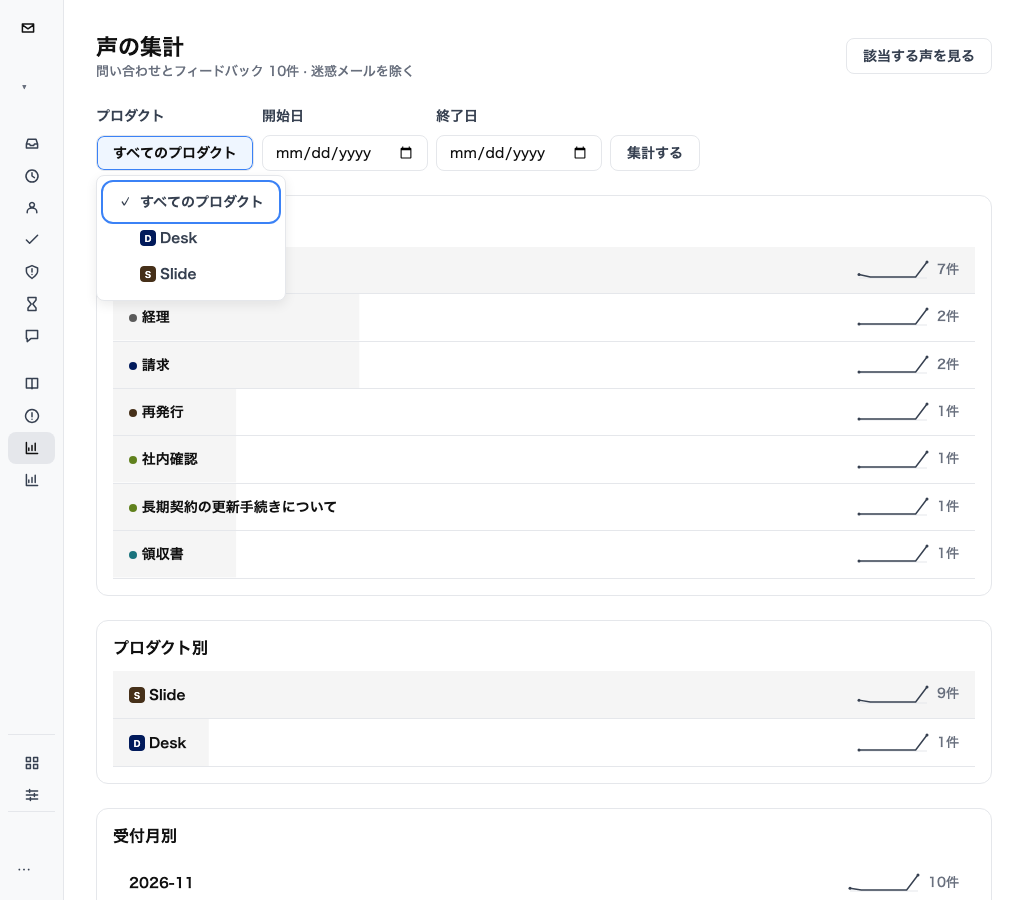 声の集計
問い合わせとフィードバック 10件 · 迷惑メールを除く
該当する声を見る
プロダクト
開始日
終了日
すべてのプロダクト
mm/dd/yyyy
mm/dd/yyyy
集計する
✓ すべてのプロダクト
D Desk
S Slide
7件
経理 2件
請求 2件
再発行 1件
社内確認 1件
長期契約の更新手続きについて 1件
領収書 1件
プロダクト別
S Slide 9件
D Desk 1件
受付月別
2026-11 10件